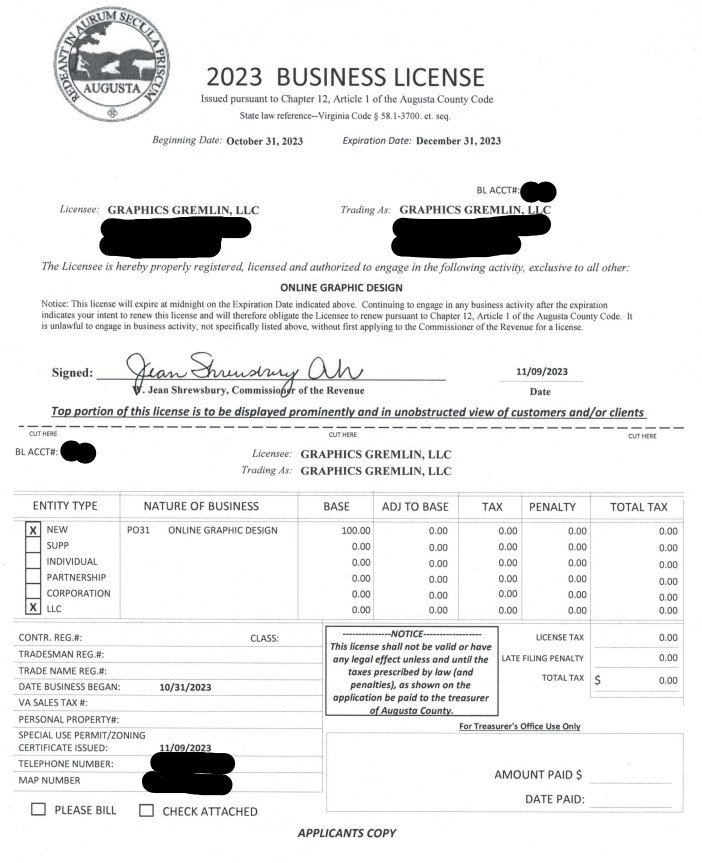 REDEANT IN AURUM SECULA PRISCUM
AUGUSTA
2023 BUSINESS LICENSE
Issued pursuant to Chapter 12, Article 1 of the Augusta County Code
State law reference--Virginia Code § 58.1-3700. et. seq.
Beginning Date: October 31, 2023 Expiration Date: December 31, 2023
BL ACCT#:
Licensee: GRAPHICS GREMLIN, LLC Trading As: GRAPHICS GREMLIN, LLC
The Licensee is hereby properly registered, licensed and authorized to engage in the following activity, exclusive to all other:
ONLINE GRAPHIC DESIGN
Notice: This license will expire at midnight on the Expiration Date indicated above. Continuing to engage in any business activity after the expiration
indicates your intent to renew this license and will therefore obligate the Licensee to renew pursuant to Chapter 12, Article 1 of the Augusta County Code. It
is unlawful to engage in business activity, not specifically listed above, without first applying to the Commissioner of the Revenue for a license.
Signed: Jean Shrewsbury 11/09/2023
W. Jean Shrewsbury, Commissioner of the Revenue Date
Top portion of this license is to be displayed prominently and in unobstructed view of customers and/or clients
CUT HERE CUT HERE CUT HERE
BL ACCT#: Licensee: GRAPHICS GREMLIN, LLC
Trading As: GRAPHICS GREMLIN, LLC
ENTITY TYPE NATURE OF BUSINESS BASE ADJ TO BASE TAX PENALTY TOTAL TAX
X NEW PO31 ONLINE GRAPHIC DESIGN 100.00 0.00 0.00 0.00 0.00
SUPP 0.00 0.00 0.00 0.00 0.00
INDIVIDUAL 0.00 0.00 0.00 0.00 0.00
PARTNERSHIP 0.00 0.00 0.00 0.00 0.00
CORPORATION 0.00 0.00 0.00 0.00 0.00
X LLC 0.00 0.00 0.00 0.00 0.00
CONTR. REG.#: CLASS:
TRADESMAN REG.#:
TRADE NAME REG.#:
DATE BUSINESS BEGAN: 10/31/2023
VA SALES TAX #:
PERSONAL PROPERTY#:
SPECIAL USE PERMIT/ZONING
CERTIFICATE ISSUED: 11/09/2023
TELEPHONE NUMBER:
MAP NUMBER
---------------NOTICE------------------
This license shall not be valid or have
any legal effect unless and until the
taxes prescribed by law (and
penalties), as shown on the
application be paid to the treasurer
of Augusta County.
LICENSE TAX 0.00
LATE FILING PENALTY 0.00
TOTAL TAX $ 0.00
For Treasurer's Office Use Only
AMOUNT PAID $
DATE PAID:
PLEASE BILL CHECK ATTACHED
APPLICANTS COPY